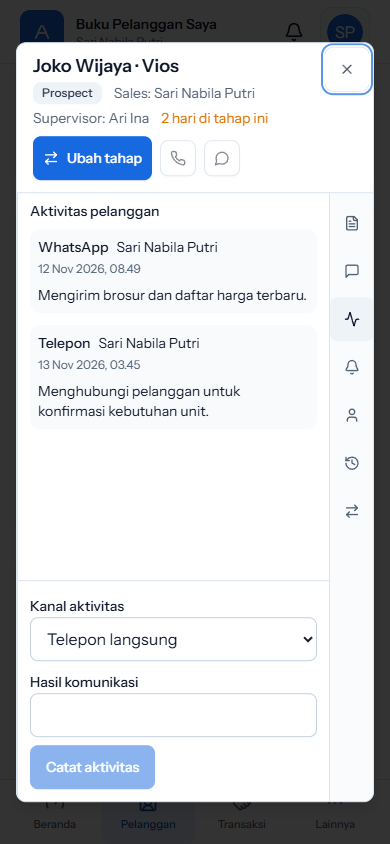 A
Buku Pelanggan Saya
Sari Nabila Putri
SP
Joko Wijaya · Vios
Prospect
Sales: Sari Nabila Putri
Supervisor: Ari Ina
2 hari di tahap ini
Ubah tahap
Aktivitas pelanggan
WhatsApp Sari Nabila Putri
12 Nov 2026, 08.49
Mengirim brosur dan daftar harga terbaru.
Telepon Sari Nabila Putri
13 Nov 2026, 03.45
Menghubungi pelanggan untuk
konfirmasi kebutuhan unit.
Kanal aktivitas
Telepon langsung
Hasil komunikasi
Catat aktivitas
Beranda
Pelanggan
Transaksi
Lainnya